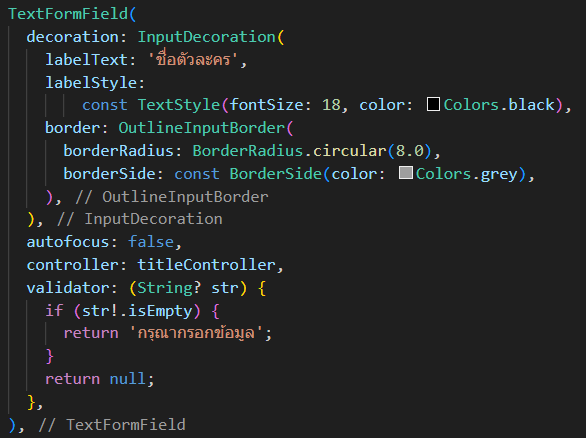 TextFormField(
decoration: InputDecoration(
labelText: 'ชื่อตัวละคร',
labelStyle:
const TextStyle(fontSize: 18, color: Colors.black),
border: OutlineInputBorder(
borderRadius: BorderRadius.circular(8.0),
borderSide: const BorderSide(color: Colors.grey),
), // OutlineInputBorder
), // InputDecoration
autofocus: false,
controller: titleController,
validator: (String? str) {
if (str!.isEmpty) {
return 'กรุณากรอกข้อมูล';
}
return null;
},
), // TextFormField